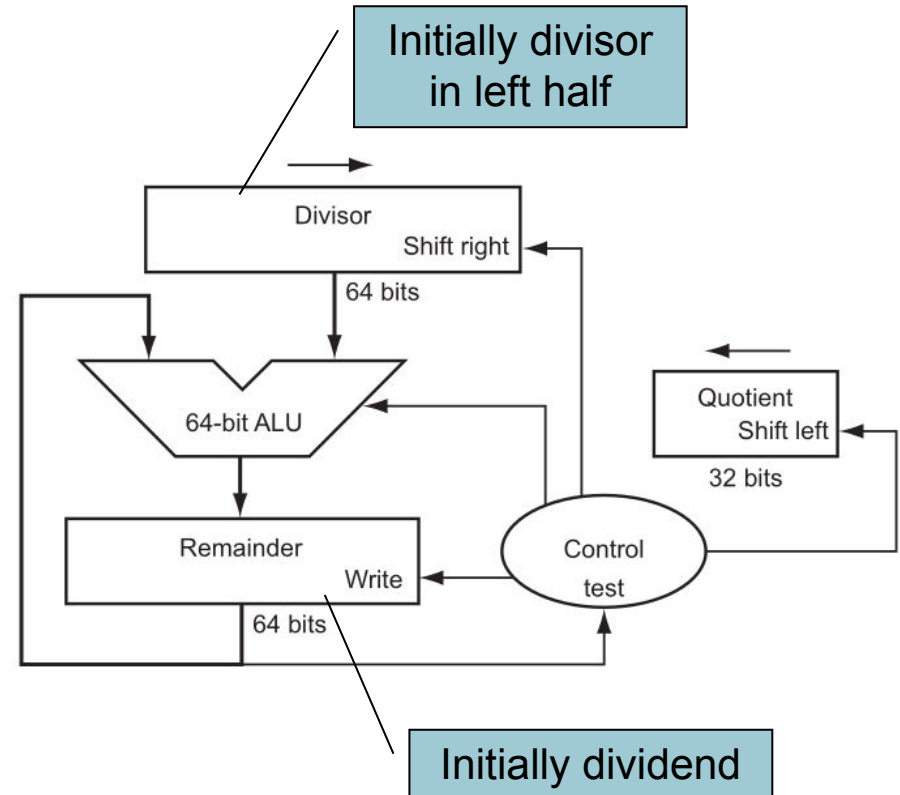 Initially divisor
in left half
Divisor
Shift right
64 bits
64-bit ALU
Quotient
Shift left
32 bits
Remainder
Write
64 bits
Control
test
Initially dividend